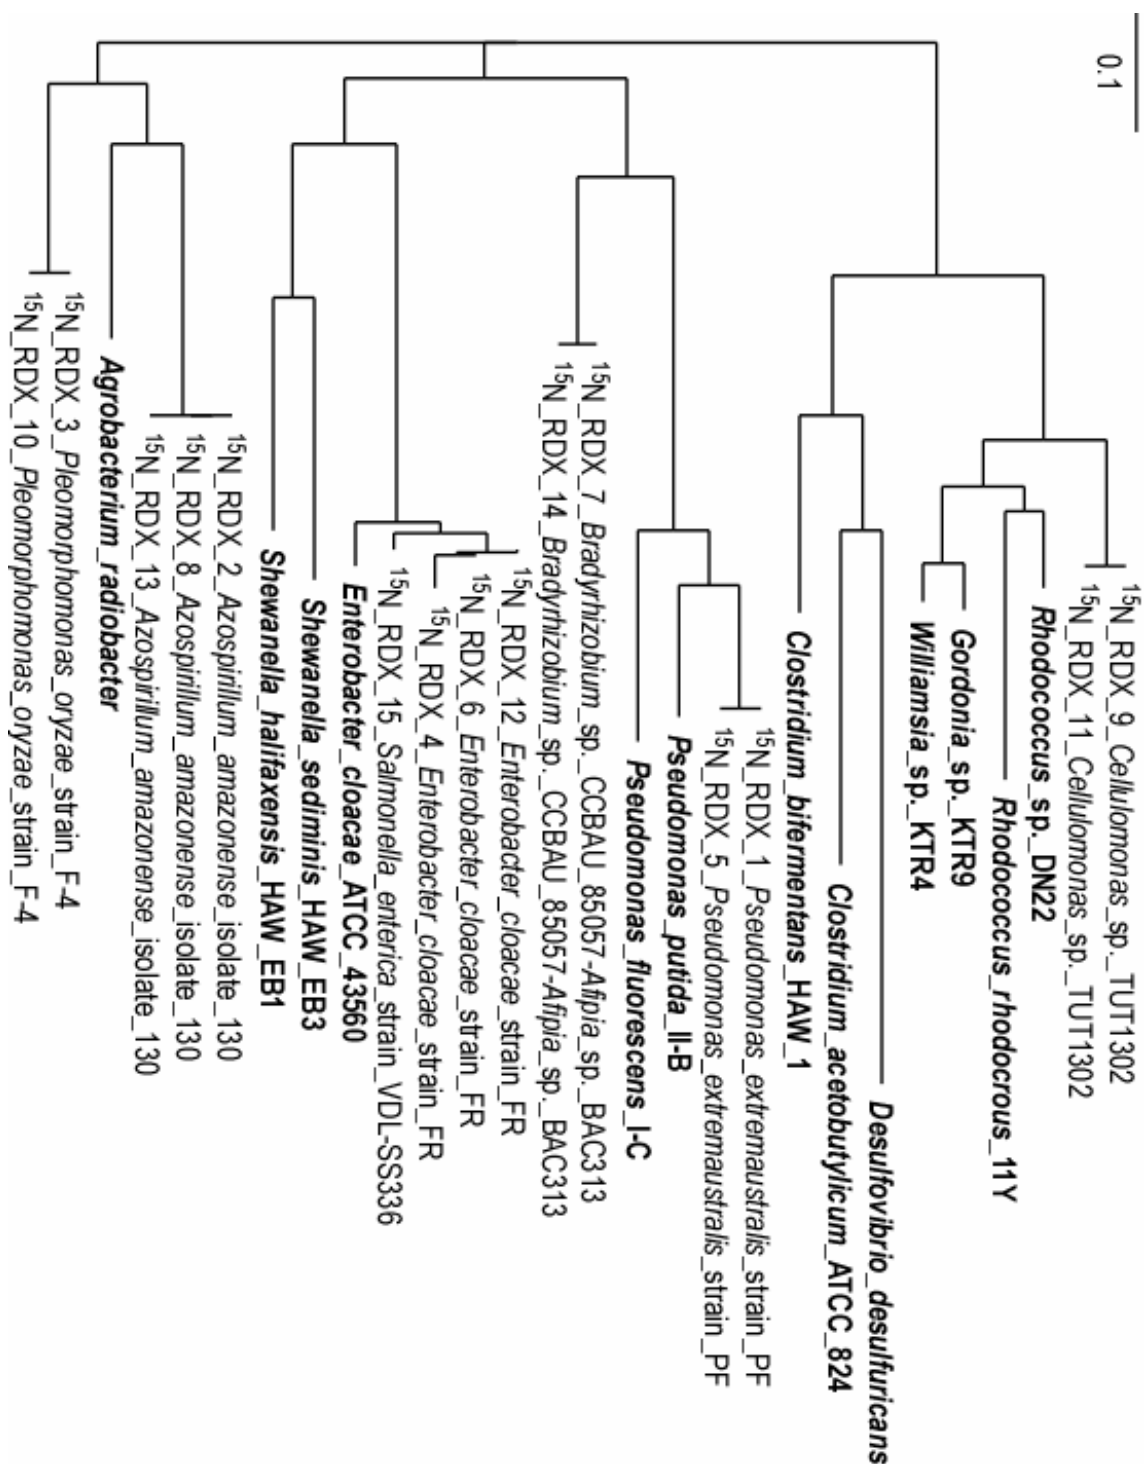 0.1
¹⁵N_RDX_9_Cellulomonas_sp._TUT1302
¹⁵N_RDX_11_Cellulomonas_sp._TUT1302
Rhodococcus_sp._DN22
Rhodococcus_rhodocrous_11Y
Gordonia_sp._KTR9
Williamsia_sp._KTR4
Desulfovibrio_desulfuricans
Clostridium_acetobutylicum_ATCC_824
Clostridium_bifermentans_HAW_1
¹⁵N_RDX_1_Pseudomonas_extremaustralis_strain_PF
¹⁵N_RDX_5_Pseudomonas_extremaustralis_strain_PF
Pseudomonas_putida_II-B
Pseudomonas_fluorescens_I-C
¹⁵N_RDX_7_Bradyrhizobium_sp._CCBAU_85057-Afipia_sp._BAC313
¹⁵N_RDX_14_Bradyrhizobium_sp._CCBAU_85057-Afipia_sp._BAC313
¹⁵N_RDX_12_Enterobacter_cloacae_strain_FR
¹⁵N_RDX_6_Enterobacter_cloacae_strain_FR
¹⁵N_RDX_4_Enterobacter_cloacae_strain_FR
¹⁵N_RDX_15_Salmonella_enterica_strain_VDL-SS336
Enterobacter_cloacae_ATCC_43560
Shewanella_sediminis_HAW_EB3
Shewanella_halifaxensis_HAW_EB1
¹⁵N_RDX_2_Azospirillum_amazonense_isolate_130
¹⁵N_RDX_8_Azospirillum_amazonense_isolate_130
¹⁵N_RDX_13_Azospirillum_amazonense_isolate_130
Agrobacterium_radiobacter
¹⁵N_RDX_3_Pleomorphomonas_oryzae_strain_F-4
¹⁵N_RDX_10_Pleomorphomonas_oryzae_strain_F-4